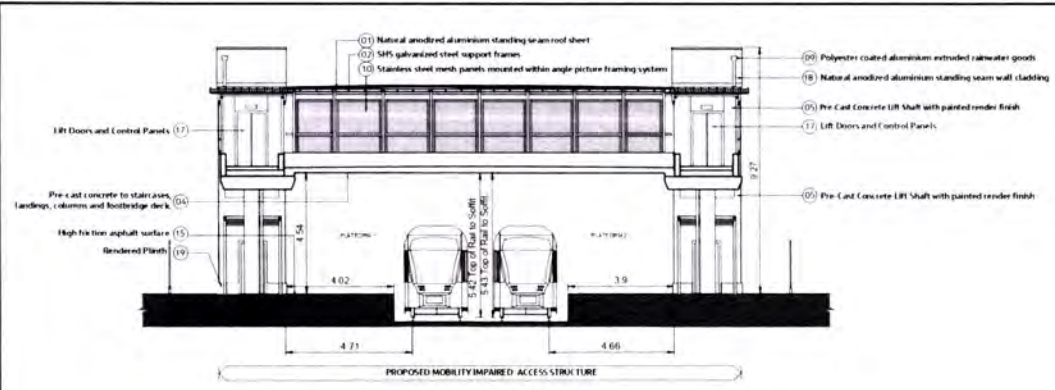 01 Natural anodized aluminium standing seam roof sheet
02 SHS galvanized steel support frames
10 Stainless steel mesh panels mounted within angle picture framing system
09 Polyester coated aluminium extruded rainwater goods
18 Natural anodized aluminium standing seam wall cladding
05 Pre Cast Concrete Lift Shaft with painted render finish
Lift Doors and Control Panels 17
17 Lift Doors and Control Panels
9.27
Pre-cast concrete to staircases,
landings, columns and footbridge deck 04
05 Pre-Cast Concrete Lift Shaft with painted render finish
High friction asphalt surface 15
Rendered Plinth 19
4.54
PLATFORM
PLATFORM
5.42 Top of Rail to Soffit
5.43 Top of Rail to Soffit
4.02
3.9
4.71
4.66
PROPOSED MOBILITY IMPAIRED ACCESS STRUCTURE